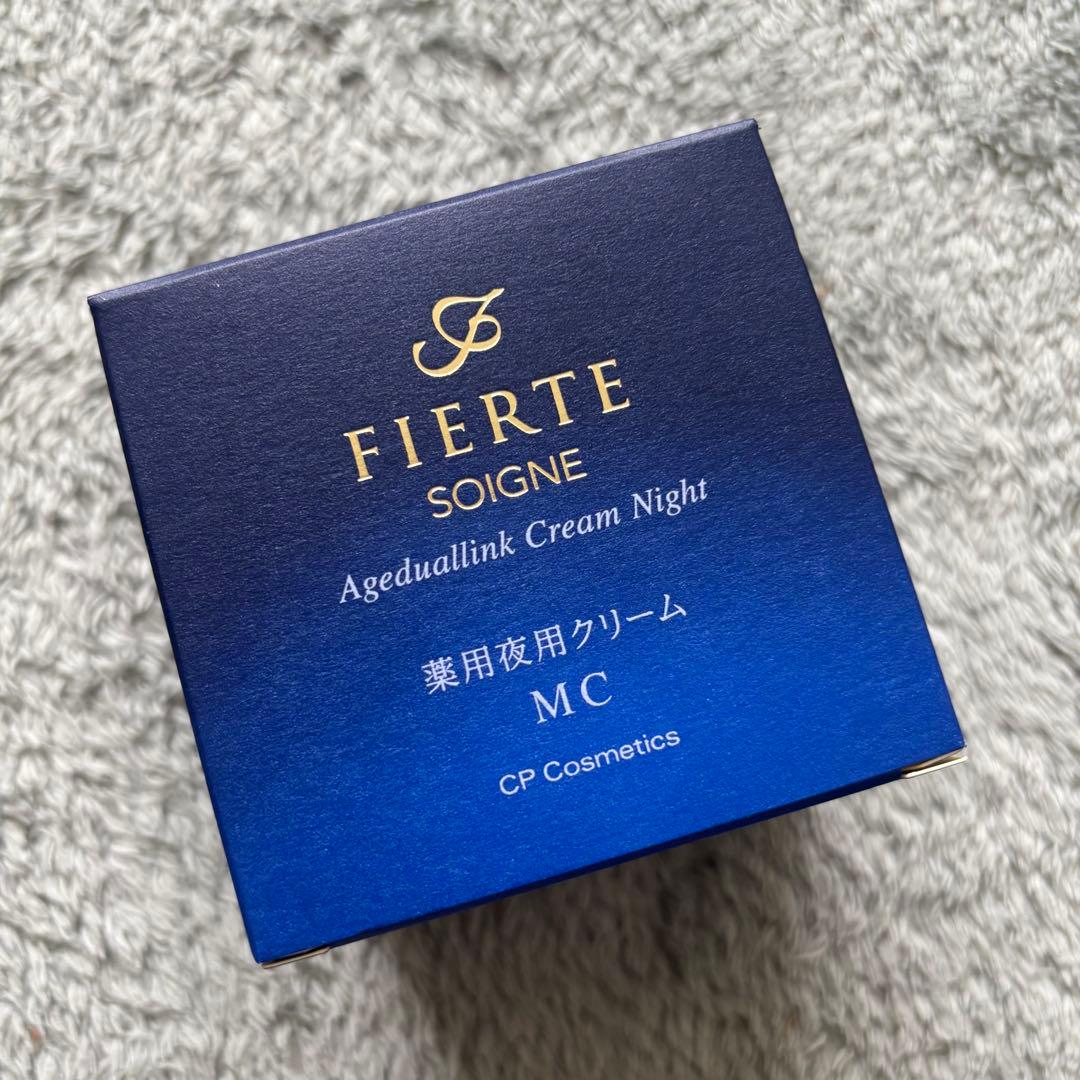 FIERTE
SOIGNE
Ageduallink Cream Night
薬用夜用クリーム
MC
CP Cosmetics